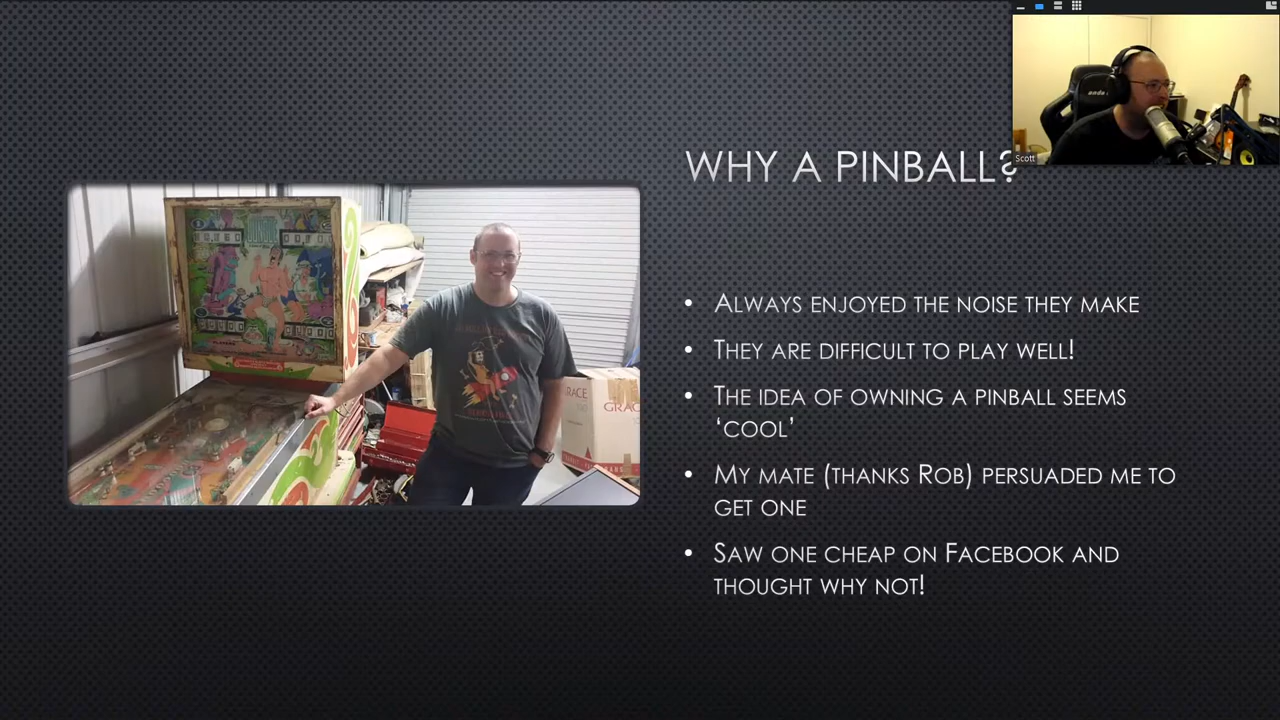 Scott
WHY A PINBALL?
• ALWAYS ENJOYED THE NOISE THEY MAKE
• THEY ARE DIFFICULT TO PLAY WELL!
• THE IDEA OF OWNING A PINBALL SEEMS
‘COOL’
• MY MATE (THANKS ROB) PERSUADED ME TO
GET ONE
• SAW ONE CHEAP ON FACEBOOK AND
THOUGHT WHY NOT!
GRACE